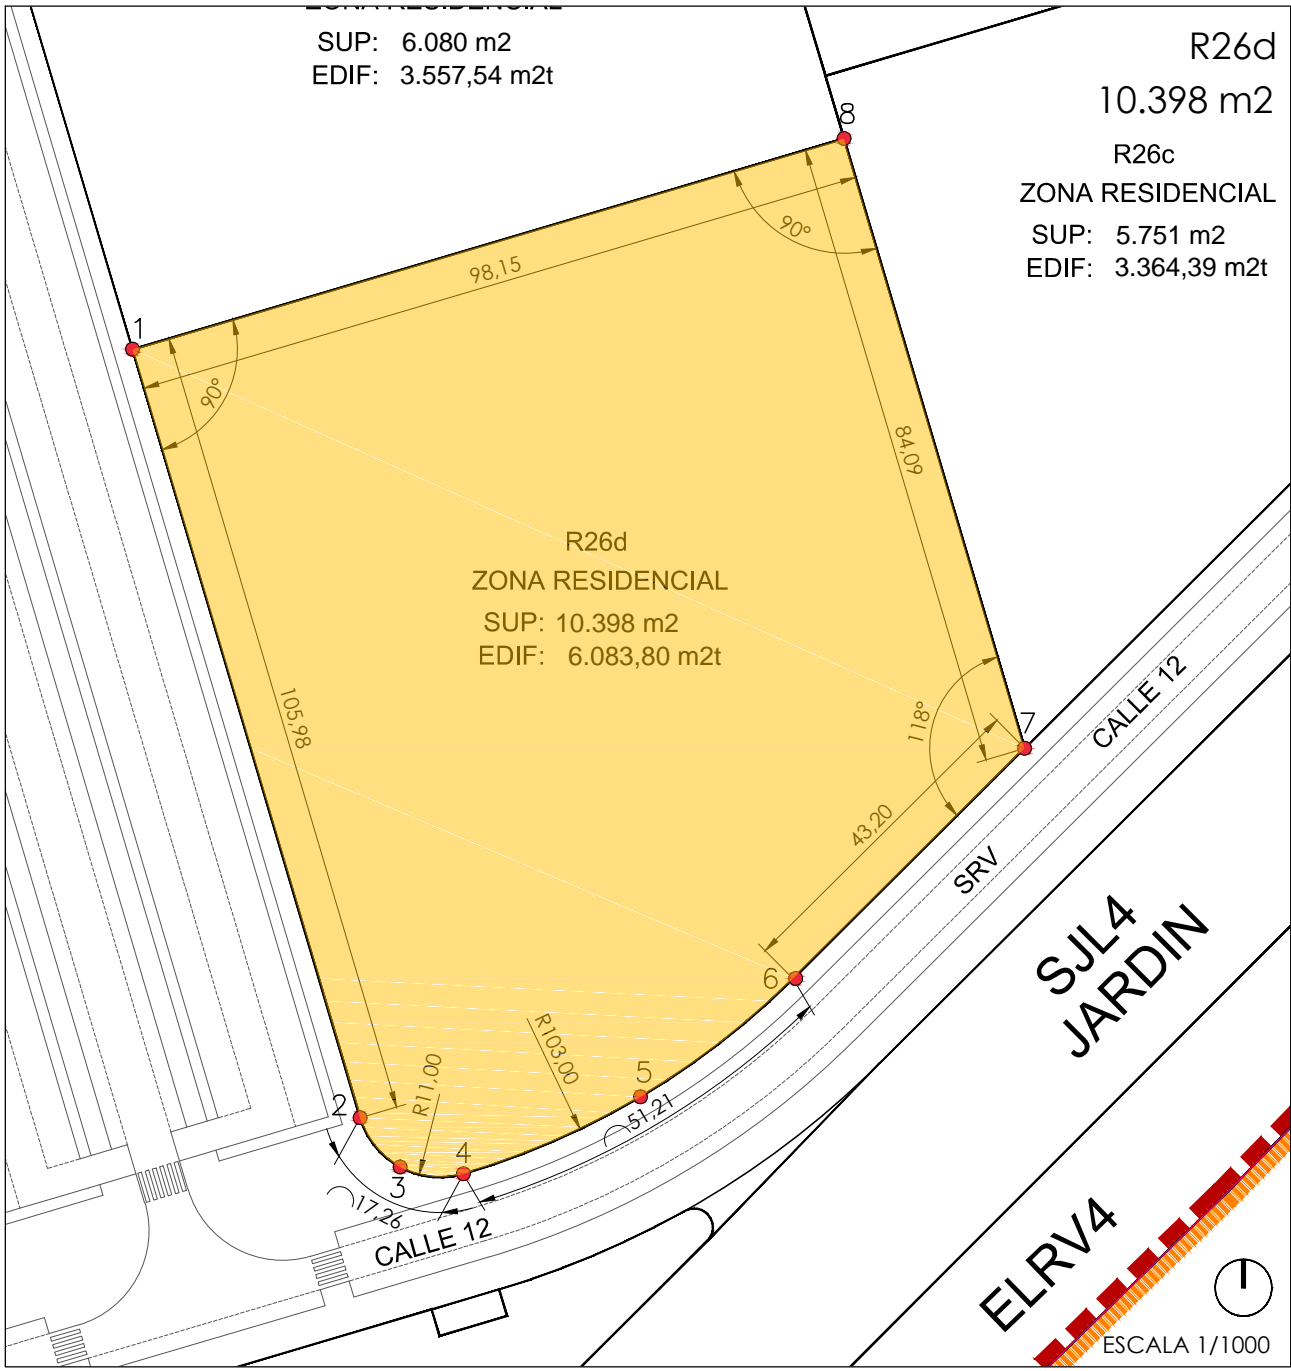 ZONA RESIDENCIAL
SUP: 6.080 m2
EDIF: 3.557,54 m2t
R26d
10.398 m2
R26c
ZONA RESIDENCIAL
SUP: 5.751 m2
EDIF: 3.364,39 m2t
8
90°
98,15
1
90°
84,09
R26d
ZONA RESIDENCIAL
SUP: 10.398 m2
EDIF: 6.083,80 m2t
105,98
118°
7
CALLE 12
43,20
SRV
6
SJL4
JARDIN
R103,00
R11,00
5
51,21
2
4
3
17,26
CALLE 12
ELRV4
ESCALA 1/1000